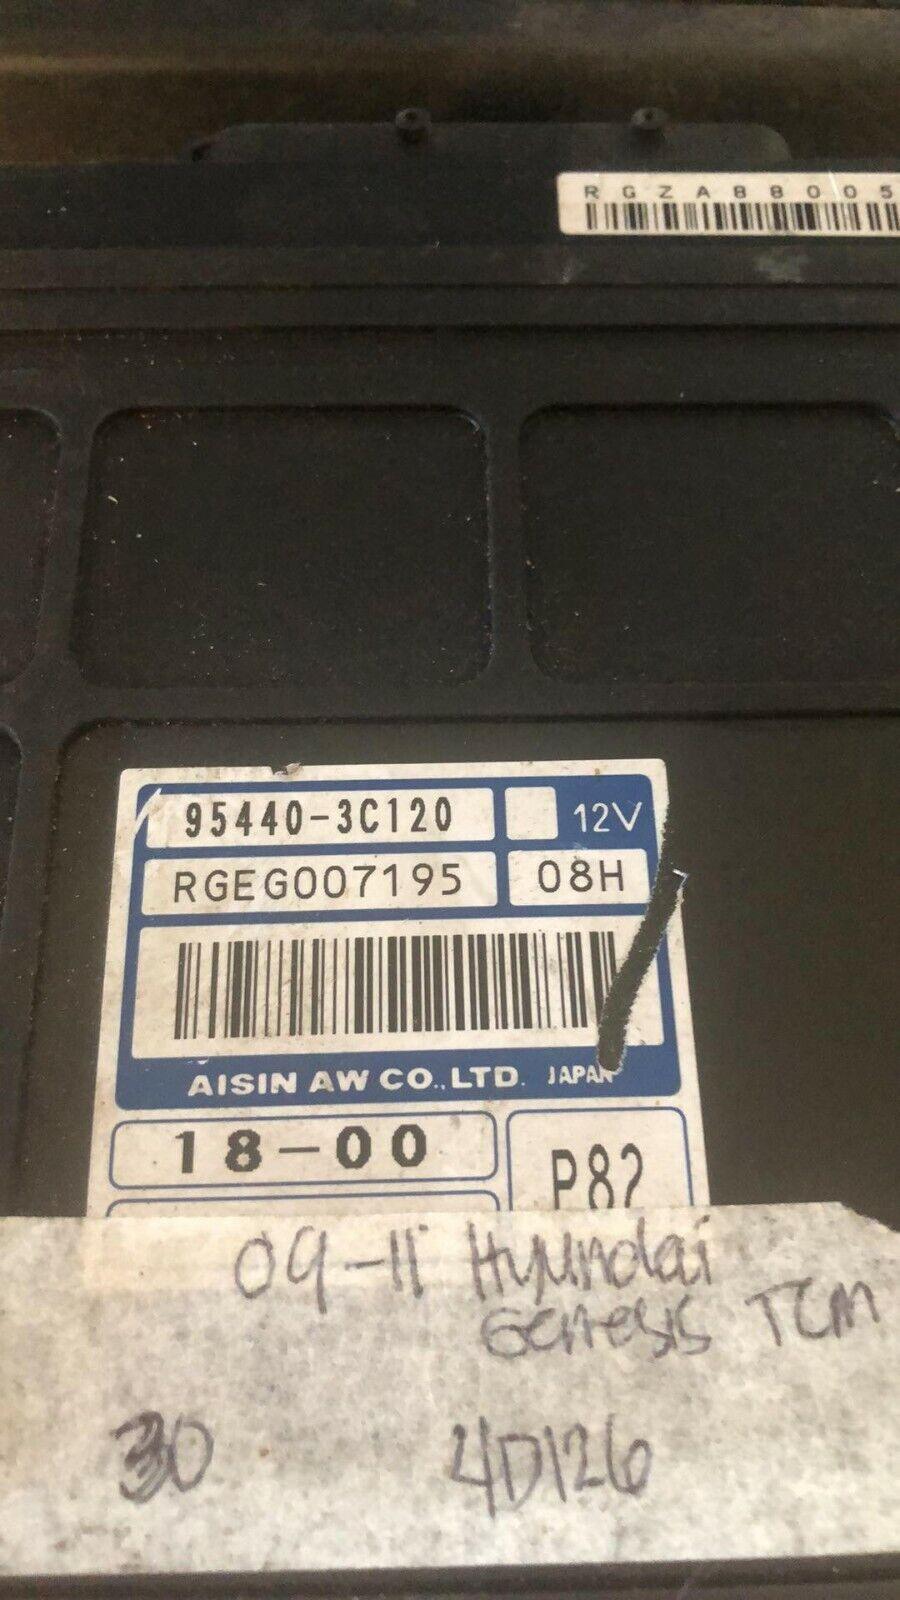 RGZA88005
95440-3C120
12V
RGEG007195
08H
AISIN AW CO.,LTD. JAPAN
18-00
P82
09-11 Hyundai
Genesis TCM
30
4D126